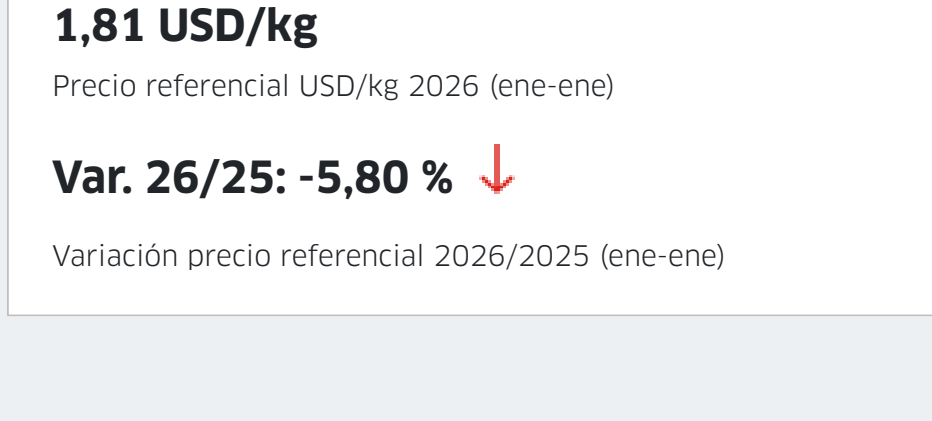 1,81 USD/kg
Precio referencial USD/kg 2026 (ene-ene)
Var. 26/25: -5,80 %
Variación precio referencial 2026/2025 (ene-ene)